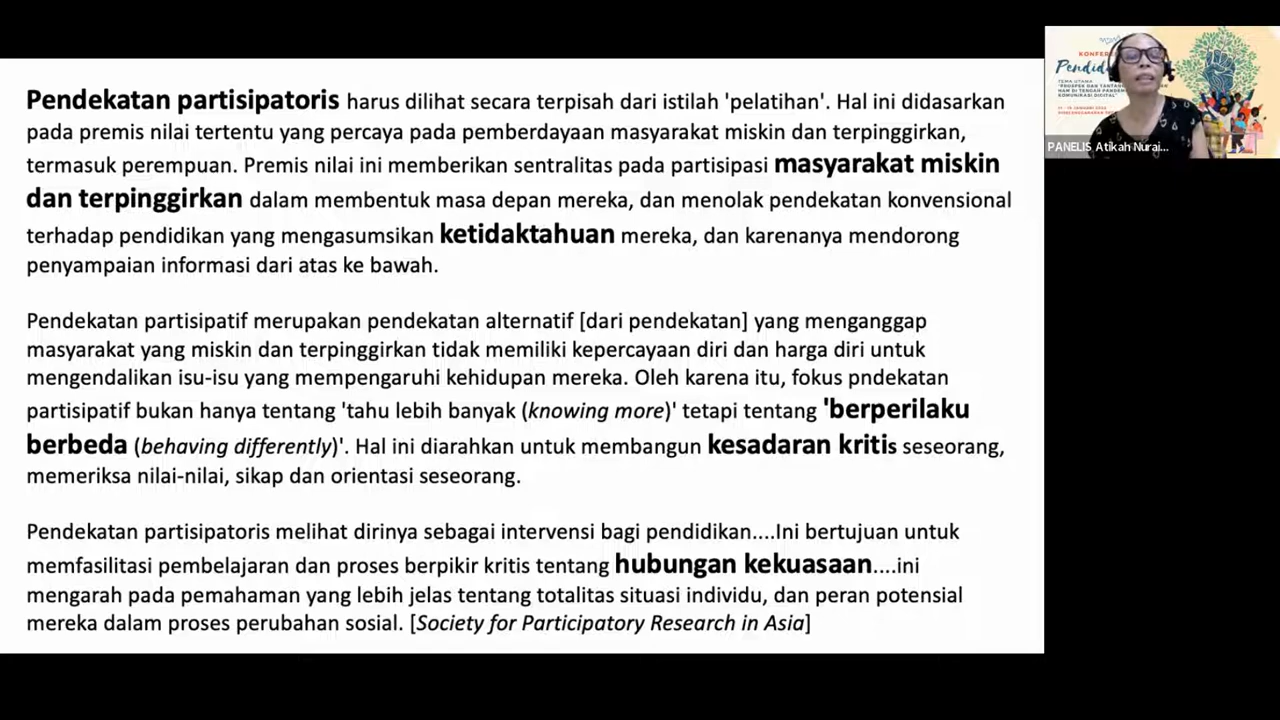 Pendekatan partisipatoris harus dilihat secara terpisah dari istilah 'pelatihan'. Hal ini didasarkan
pada premis nilai tertentu yang percaya pada pemberdayaan masyarakat miskin dan terpinggirkan,
termasuk perempuan. Premis nilai ini memberikan sentralitas pada partisipasi masyarakat miskin
dan terpinggirkan dalam membentuk masa depan mereka, dan menolak pendekatan konvensional
terhadap pendidikan yang mengasumsikan ketidaktahuan mereka, dan karenanya mendorong
penyampaian informasi dari atas ke bawah.
Pendekatan partisipatif merupakan pendekatan alternatif [dari pendekatan] yang menganggap
masyarakat yang miskin dan terpinggirkan tidak memiliki kepercayaan diri dan harga diri untuk
mengendalikan isu-isu yang mempengaruhi kehidupan mereka. Oleh karena itu, fokus pndekatan
partisipatif bukan hanya tentang 'tahu lebih banyak (knowing more)' tetapi tentang 'berperilaku
berbeda (behaving differently)'. Hal ini diarahkan untuk membangun kesadaran kritis seseorang,
memeriksa nilai-nilai, sikap dan orientasi seseorang.
Pendekatan partisipatoris melihat dirinya sebagai intervensi bagi pendidikan....Ini bertujuan untuk
memfasilitasi pembelajaran dan proses berpikir kritis tentang hubungan kekuasaan....ini
mengarah pada pemahaman yang lebih jelas tentang totalitas situasi individu, dan peran potensial
mereka dalam proses perubahan sosial. [Society for Participatory Research in Asia]
TEMA UTAMA
PANELIS Atikah Nurai...